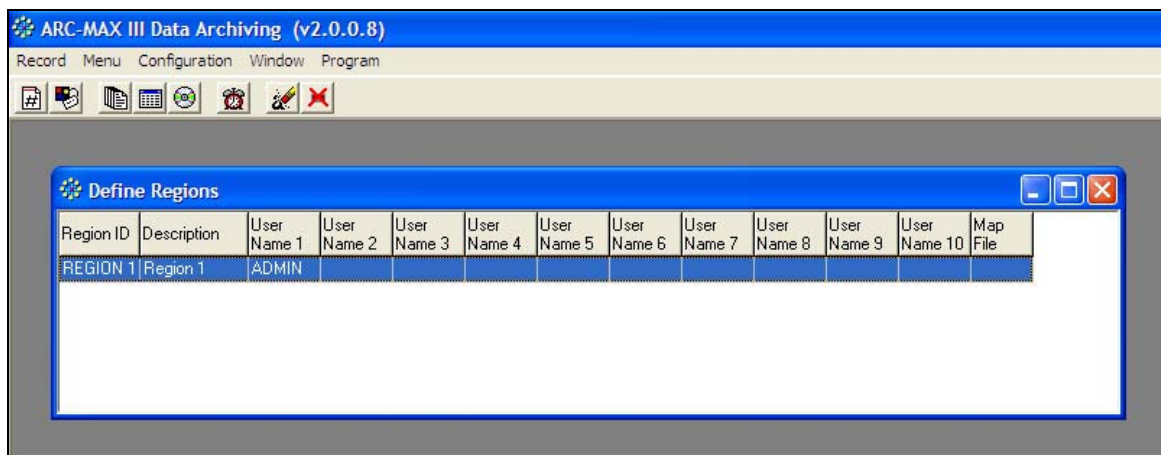 ARC-MAX III Data Archiving (v2.0.0.8)
Record Menu Configuration Window Program
Define Regions
Region ID Description User Name 1 User Name 2 User Name 3 User Name 4 User Name 5 User Name 6 User Name 7 User Name 8 User Name 9 User Name 10 Map File
REGION 1 Region 1 ADMIN